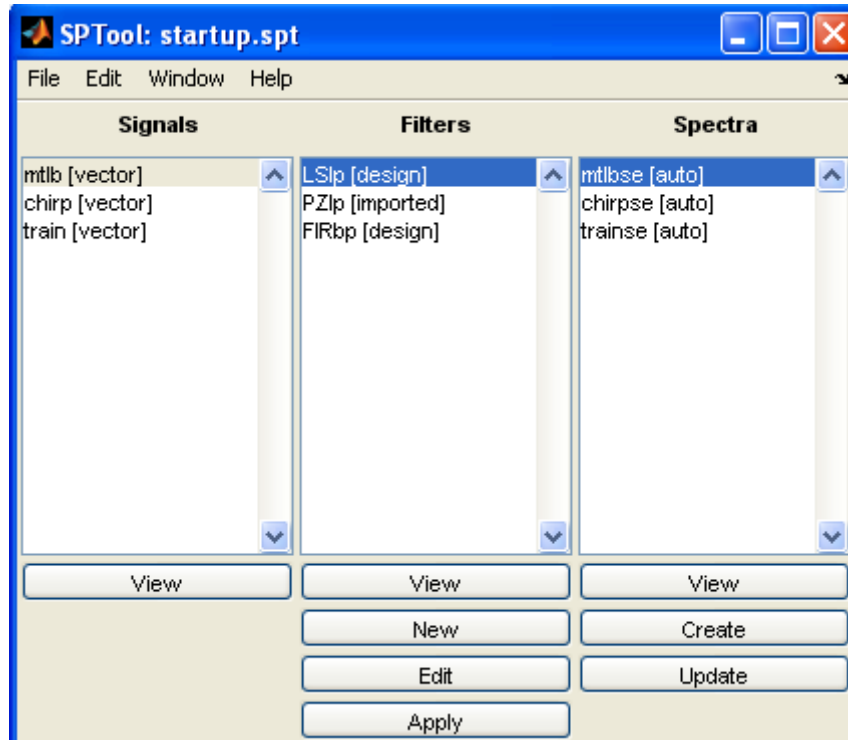 SPTool: startup.spt
File Edit Window Help
Signals Filters Spectra
mtlb [vector]
chirp [vector]
train [vector]
LSlp [design]
PZlp [imported]
FIRbp [design]
mtlbse [auto]
chirpse [auto]
trainse [auto]
View View View
New Create
Edit Update
Apply